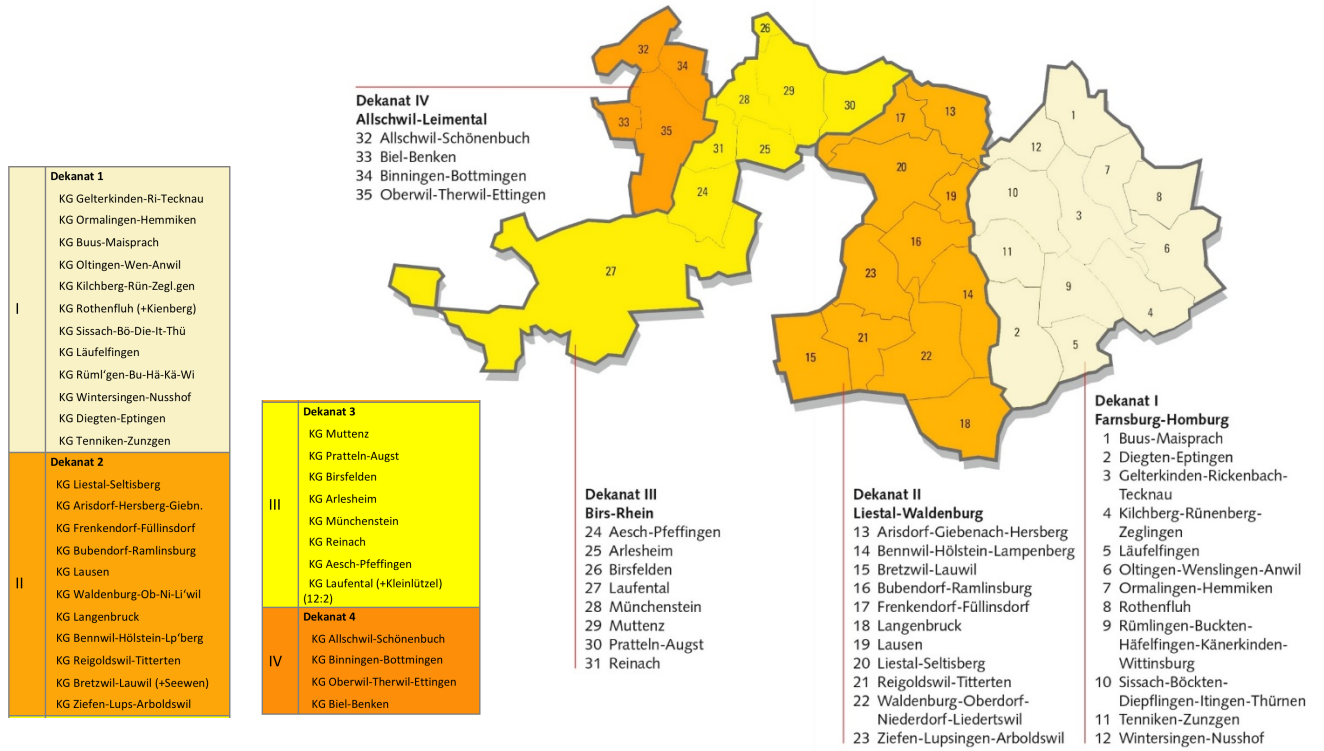 Dekanat 1
I
KG Gelterkinden-Ri-Tecknau
KG Ormalingen-Hemmiken
KG Buus-Maisprach
KG Oltingen-Wen-Anwil
KG Kilchberg-Rün-Zegl.gen
KG Rothenfluh (+Kienberg)
KG Sissach-Bö-Die-It-Thü
KG Läufelfingen
KG Rüml'gen-Bu-Hä-Kä-Wi
KG Wintersingen-Nusshof
KG Diegten-Eptingen
KG Tenniken-Zunzgen
Dekanat 2
II
KG Liestal-Seltisberg
KG Arisdorf-Hersberg-Giebn.
KG Frenkendorf-Füllinsdorf
KG Bubendorf-Ramlinsburg
KG Lausen
KG Waldenburg-Ob-Ni-Li'wil
KG Langenbruck
KG Bennwil-Hölstein-Lp'berg
KG Reigoldswil-Titterten
KG Bretzwil-Lauwil (+Seewen)
KG Ziefen-Lups-Arboldswil
Dekanat 3
III
KG Muttenz
KG Pratteln-Augst
KG Birsfelden
KG Arlesheim
KG Münchenstein
KG Reinach
KG Aesch-Pfeffingen
KG Laufental (+Kleinlützel)
(12:2)
Dekanat 4
IV
KG Allschwil-Schönenbuch
KG Binningen-Bottmingen
KG Oberwil-Therwil-Ettingen
KG Biel-Benken
Dekanat IV
Allschwil-Leimental
32 Allschwil-Schönenbuch
33 Biel-Benken
34 Binningen-Bottmingen
35 Oberwil-Therwil-Ettingen
32
34
33
35
26
28
29
30
31
25
24
27
17
13
20
19
16
23
14
15
21
22
18
1
12
7
10
8
3
11
6
9
4
2
5
Dekanat III
Birs-Rhein
24 Aesch-Pfeffingen
25 Arlesheim
26 Birsfelden
27 Laufental
28 Münchenstein
29 Muttenz
30 Pratteln-Augst
31 Reinach
Dekanat II
Liestal-Waldenburg
13 Arisdorf-Giebenach-Hersberg
14 Bennwil-Hölstein-Lampenberg
15 Bretzwil-Lauwil
16 Bubendorf-Ramlinsburg
17 Frenkendorf-Füllinsdorf
18 Langenbruck
19 Lausen
20 Liestal-Seltisberg
21 Reigoldswil-Titterten
22 Waldenburg-Oberdorf-
Niederdorf-Liedertswil
23 Ziefen-Lupsingen-Arboldswil
Dekanat I
Farnsburg-Homburg
1 Buus-Maisprach
2 Diegten-Eptingen
3 Gelterkinden-Rickenbach-
Tecknau
4 Kilchberg-Rünenberg-
Zeglingen
5 Läufelfingen
6 Oltingen-Wenslingen-Anwil
7 Ormalingen-Hemmiken
8 Rothenfluh
9 Rümlingen-Buckten-
Häfelfingen-Känerkinden-
Wittinsburg
10 Sissach-Böckten-
Diepflingen-Itingen-Thürnen
11 Tenniken-Zunzgen
12 Wintersingen-Nusshof